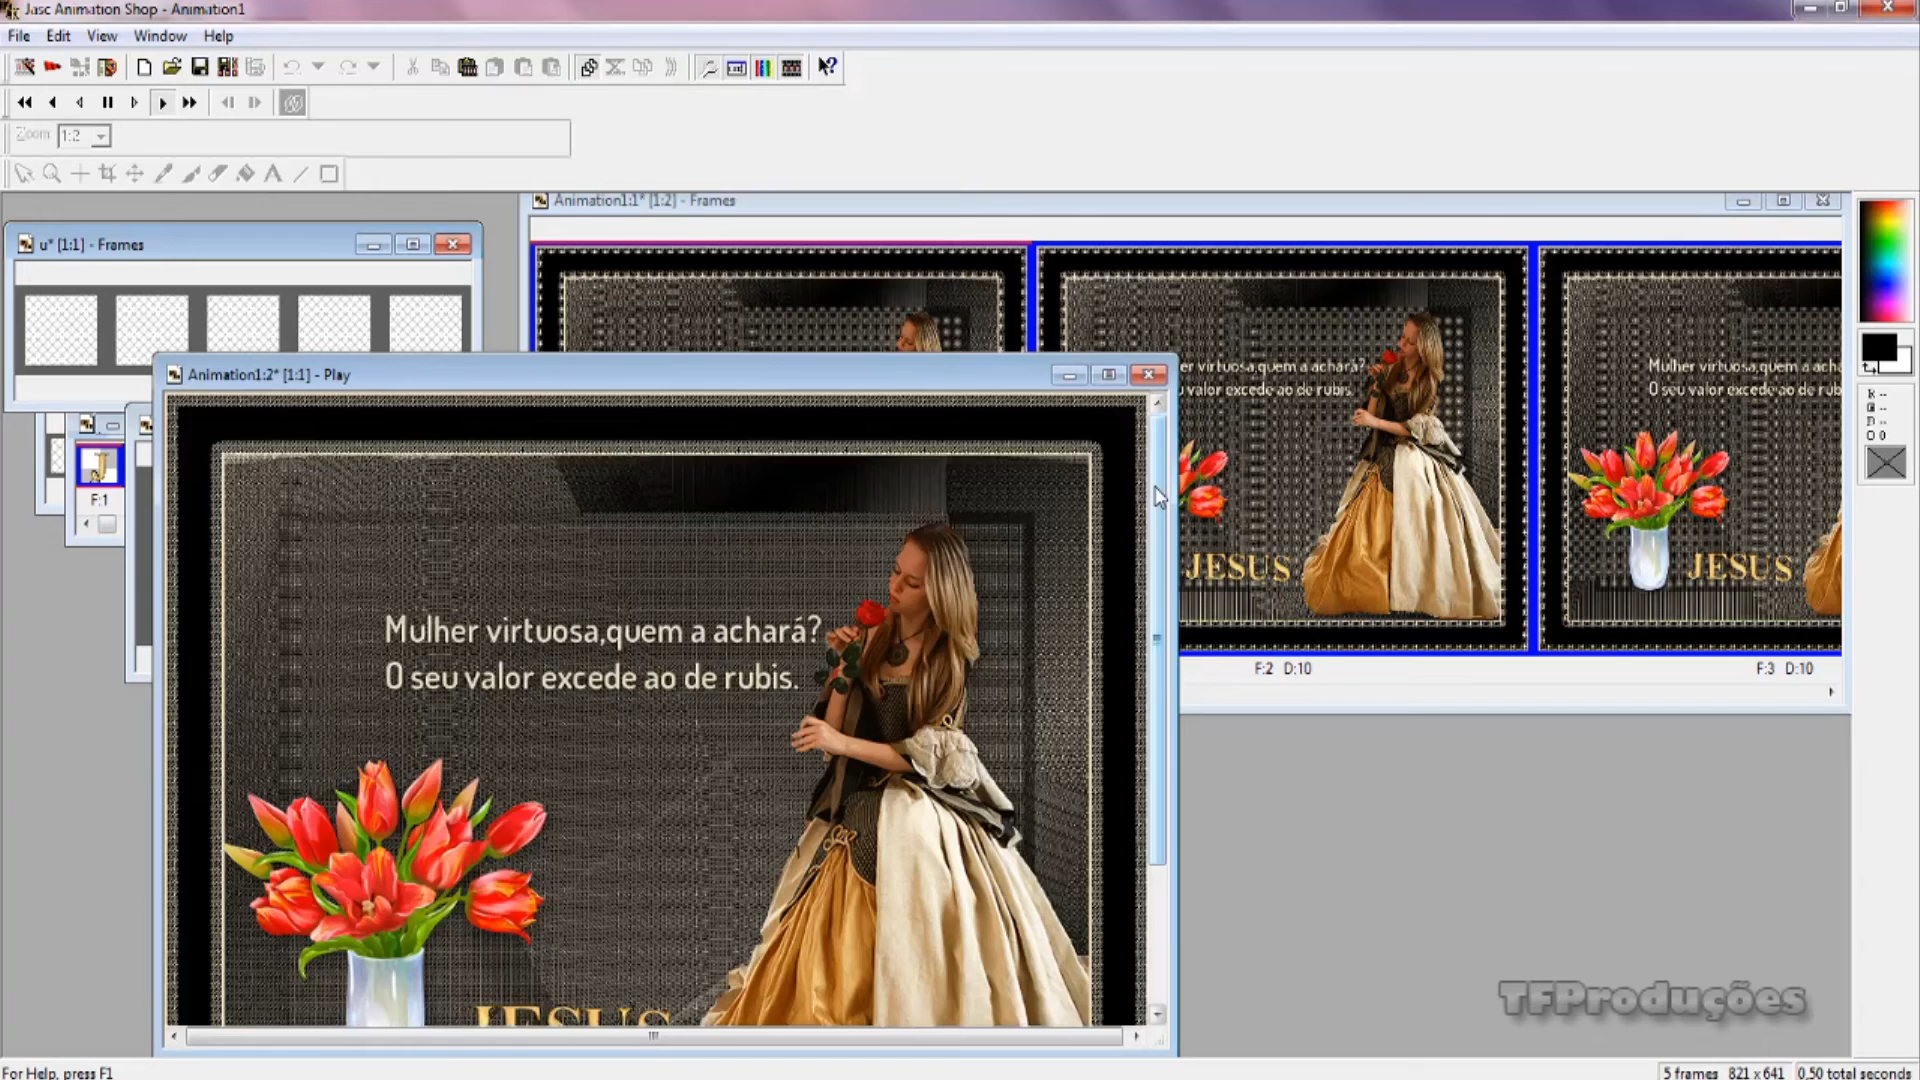 Jasc Animation Shop - Animation1
File Edit View Window Help
Zoom 1:2
Animation1:1* [1:2] - Frames
u* [1:1] - Frames
Animation1:2* [1:1] - Play
F:1
Mulher virtuosa,quem a achará?
O seu valor excede ao de rubis.
JESUS
er virtuosa,quem a achará?
u valor excede ao de rubis.
JESUS
F:2 D:10
Mulher virtuosa,quem a acha
O seu valor excede ao de rub
JESUS
F:3 D:10
O 0
TFProduções
For Help, press F1
5 frames 821 x 641 0,50 total seconds